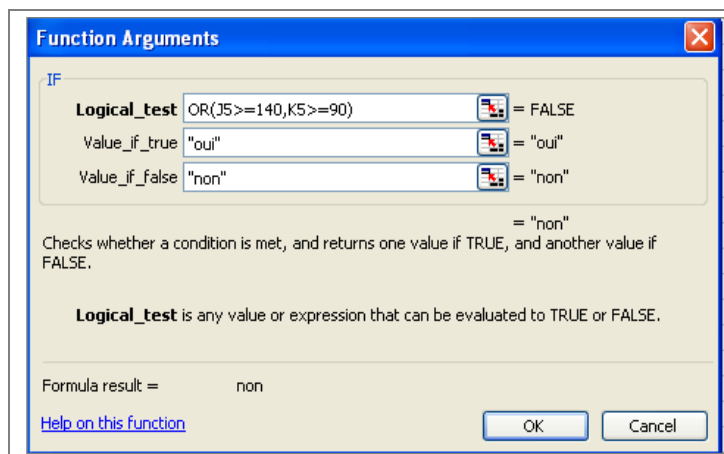 Function Arguments
IF
Logical_test OR(J5>=140,K5>=90) = FALSE
Value_if_true "oui" = "oui"
Value_if_false "non" = "non"
= "non"
Checks whether a condition is met, and returns one value if TRUE, and another value if
FALSE.
Logical_test is any value or expression that can be evaluated to TRUE or FALSE.
Formula result = non
Help on this function OK Cancel